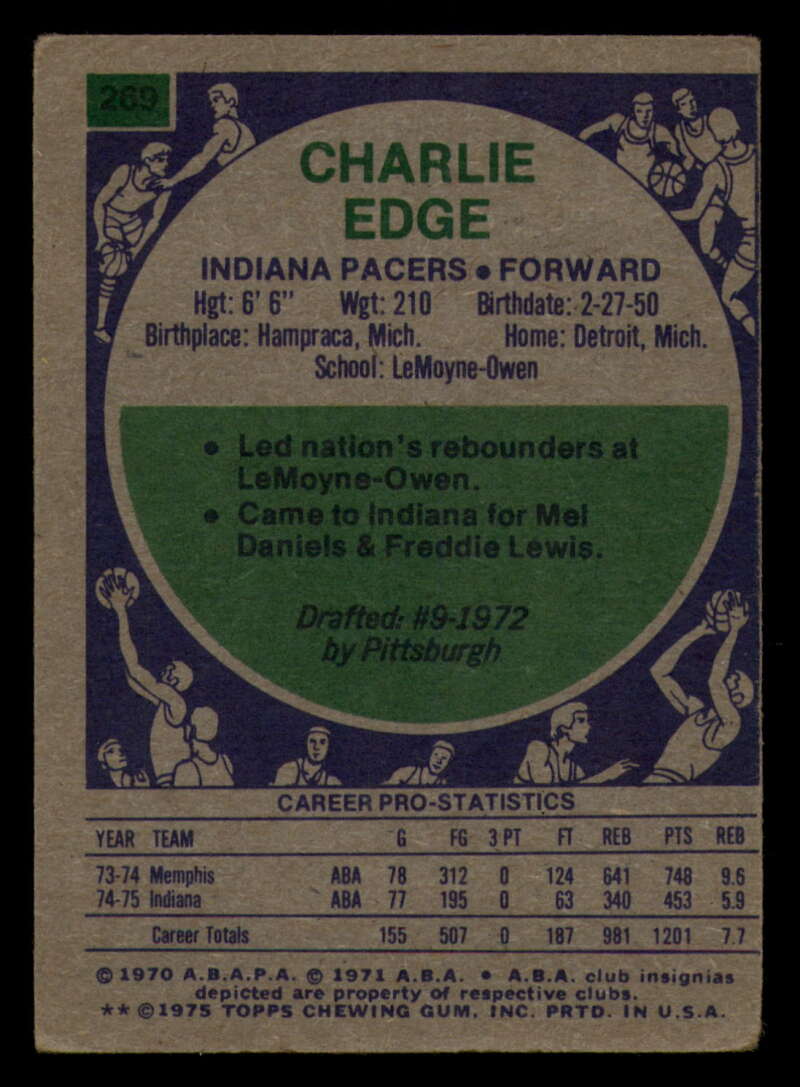 269
CHARLIE
EDGE
INDIANA PACERS • FORWARD
Hgt: 6' 6" Wgt: 210 Birthdate: 2-27-50
Birthplace: Hampraca, Mich. Home: Detroit, Mich.
School: LeMoyne-Owen
• Led nation's rebounders at
LeMoyne-Owen.
• Came to Indiana for Mel
Daniels & Freddie Lewis.
Drafted: #9-1972
by Pittsburgh
CAREER PRO-STATISTICS
YEAR TEAM G FG 3 PT FT REB PTS REB
73-74 Memphis ABA 78 312 0 124 641 748 9.6
74-75 Indiana ABA 77 195 0 63 340 453 5.9
Career Totals 155 507 0 187 981 1201 7.7
© 1970 A.B.A.P.A. © 1971 A.B.A. • A.B.A. club insignias
depicted are property of respective clubs.
** © 1975 TOPPS CHEWING GUM, INC. PRTD. IN U.S.A.